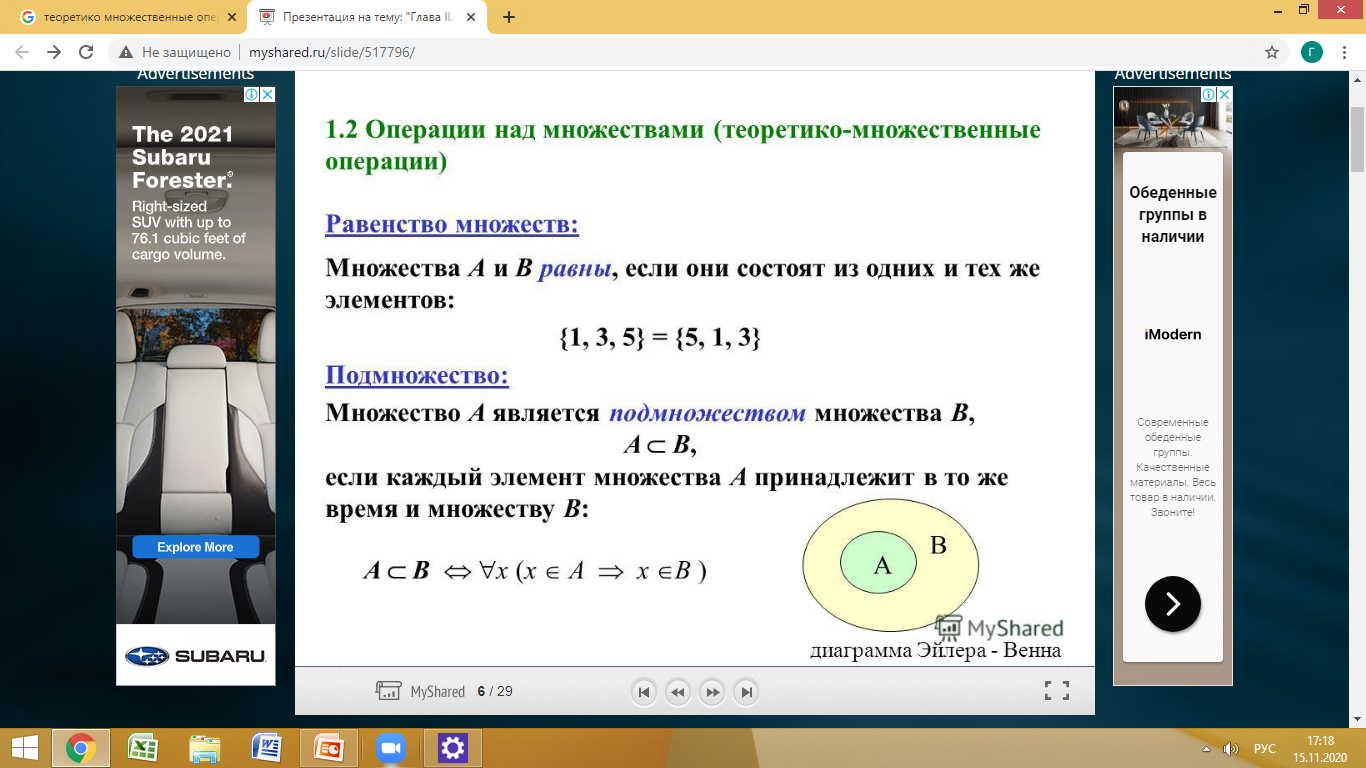 теоретико множественные опе
Презентация на тему: "Глава II.
Не защищено
myshared.ru/slide/517796/
Г
Advertisements
The 2021
Subaru
Forester.®
Right-sized
SUV with up to
76.1 cubic feet of
cargo volume.
Explore More
SUBARU
1.2 Операции над множествами (теоретико-множественные
операции)
Равенство множеств:
Множества A и B равны, если они состоят из одних и тех же
элементов:
{1, 3, 5} = {5, 1, 3}
Подмножество:
Множество A является подмножеством множества B,
A ⊂ B,
если каждый элемент множества A принадлежит в то же
время и множеству B:
A ⊂ B ⇔ ∀x (x ∈ A ⇒ x ∈B )
A
B
MyShared
диаграмма Эйлера - Венна
MyShared 6 / 29
Advertisements
Обеденные
группы в
наличии
iModern
Современные
обеденные
группы.
Качественные
материалы. Весь
товар в наличии.
Звоните!
РУС
17:18
15.11.2020